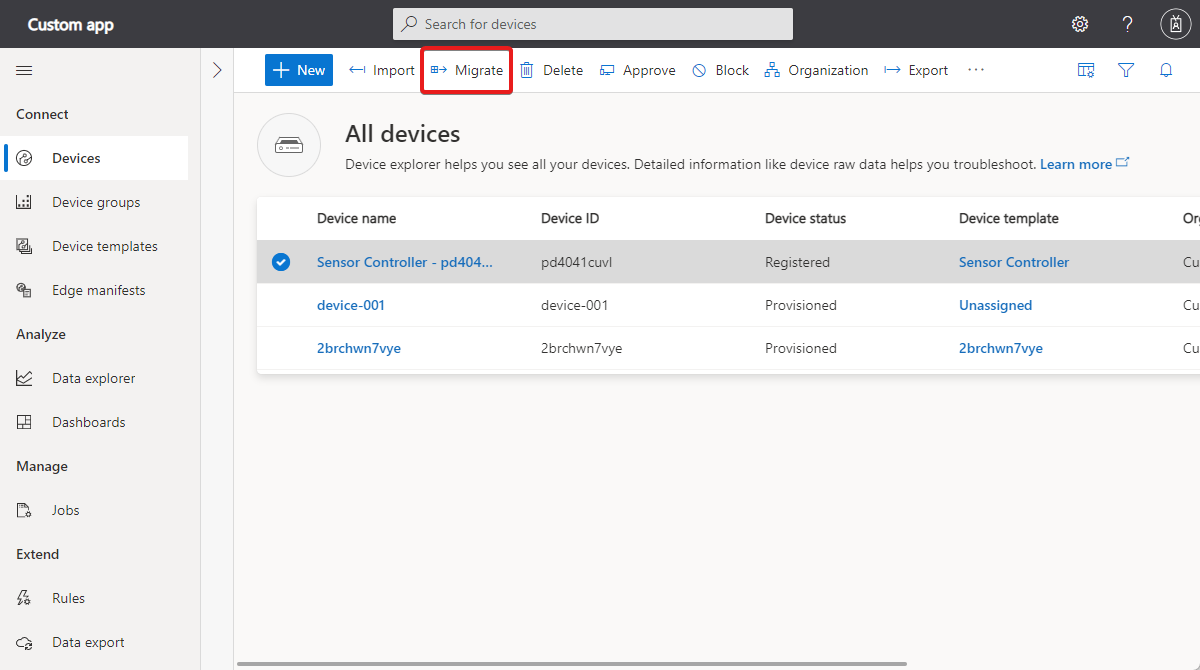 Custom app
Search for devices
?
New Import Migrate Delete Approve Block Organization Export ...
Connect
Devices
Device groups
Device templates
Edge manifests
Analyze
Data explorer
Dashboards
Manage
Jobs
Extend
Rules
Data export
All devices
Device explorer helps you see all your devices. Detailed information like device raw data helps you troubleshoot. Learn more
Device name Device ID Device status Device template Or
Sensor Controller - pd404... pd4041cuvl Registered Sensor Controller Cu
device-001 device-001 Provisioned Unassigned Cu
2brchwn7vye 2brchwn7vye Provisioned 2brchwn7vye Cu